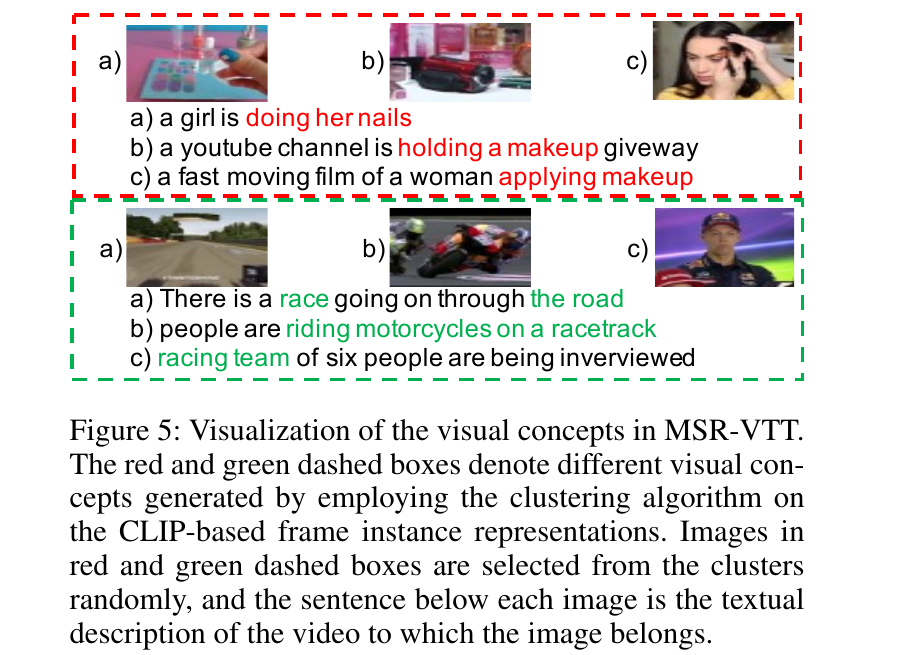 a) b) c)
a) a girl is doing her nails
b) a youtube channel is holding a makeup giveway
c) a fast moving film of a woman applying makeup
a) b) c)
a) There is a race going on through the road
b) people are riding motorcycles on a racetrack
c) racing team of six people are being inverviewed
Figure 5: Visualization of the visual concepts in MSR-VTT.
The red and green dashed boxes denote different visual con-
cepts generated by employing the clustering algorithm on
the CLIP-based frame instance representations. Images in
red and green dashed boxes are selected from the clusters
randomly, and the sentence below each image is the textual
description of the video to which the image belongs.